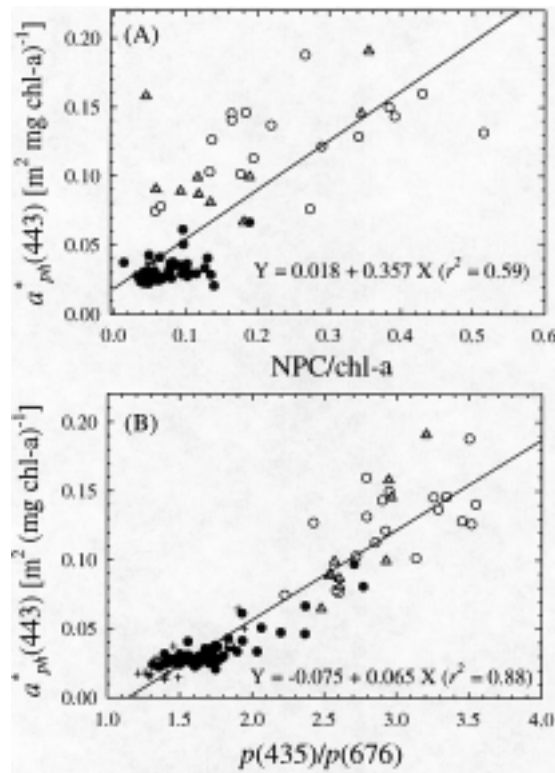 (A)
a*ph(443) [m² mg chl-a)⁻¹]
0.20
0.15
0.10
0.05
0.00
Y = 0.018 + 0.357 X (r² = 0.59)
0.0 0.1 0.2 0.3 0.4 0.5 0.6
NPC/chl-a
(B)
a*ph(443) [m² (mg chl-a)⁻¹]
0.20
0.15
0.10
0.05
0.00
Y = -0.075 + 0.065 X (r² = 0.88)
1.0 1.5 2.0 2.5 3.0 3.5 4.0
p(435)/p(676)